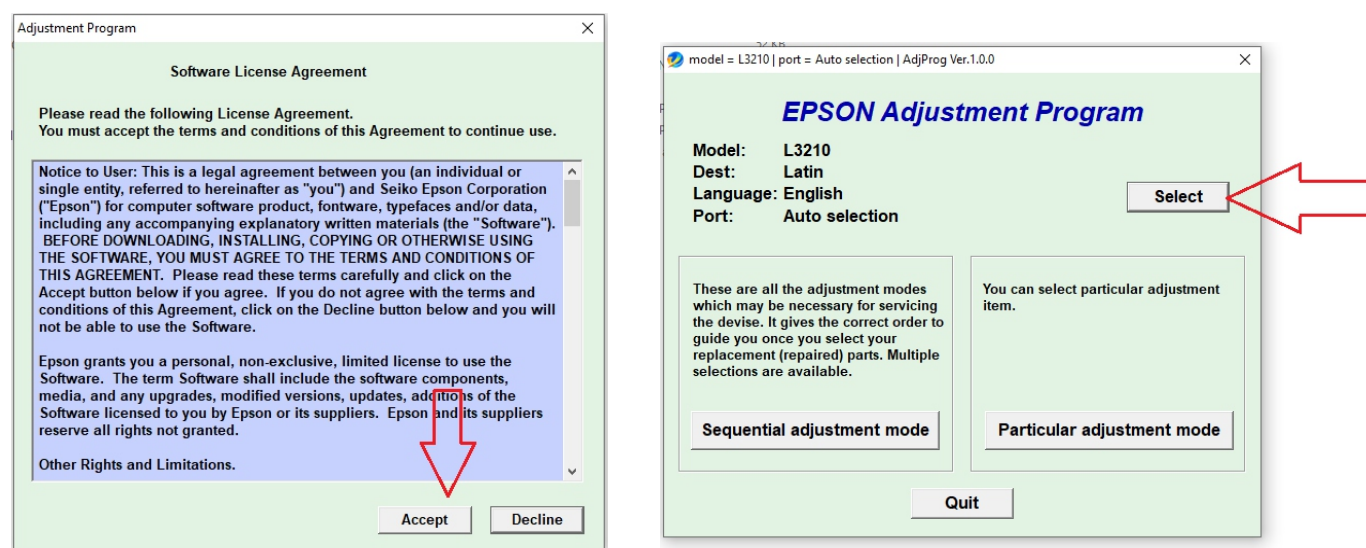 Adjustment Program
Software License Agreement
Please read the following License Agreement.
You must accept the terms and conditions of this Agreement to continue use.
Notice to User: This is a legal agreement between you (an individual or
single entity, referred to hereinafter as "you") and Seiko Epson Corporation
("Epson") for computer software product, fontware, typefaces and/or data,
including any accompanying explanatory written materials (the "Software").
BEFORE DOWNLOADING, INSTALLING, COPYING OR OTHERWISE USING
THE SOFTWARE, YOU MUST AGREE TO THE TERMS AND CONDITIONS OF
THIS AGREEMENT. Please read these terms carefully and click on the
Accept button below if you agree. If you do not agree with the terms and
conditions of this Agreement, click on the Decline button below and you will
not be able to use the Software.
Epson grants you a personal, non-exclusive, limited license to use the
Software. The term Software shall include the software components,
media, and any upgrades, modified versions, updates, additions of the
Software licensed to you by Epson or its suppliers. Epson and its suppliers
reserve all rights not granted.
Other Rights and Limitations.
Accept
Decline
model = L3210 | port = Auto selection | AdjProg Ver.1.0.0
EPSON Adjustment Program
Model: L3210
Dest: Latin
Language: English
Port: Auto selection
Select
These are all the adjustment modes
which may be necessary for servicing
the devise. It gives the correct order to
guide you once you select your
replacement (repaired) parts. Multiple
selections are available.
Sequential adjustment mode
You can select particular adjustment
item.
Particular adjustment mode
Quit